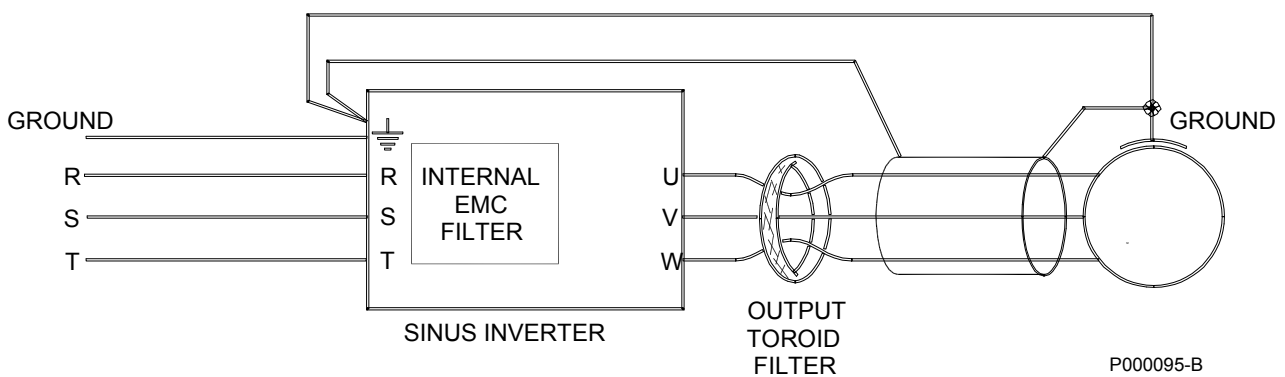 GROUND
GROUND
R
R
INTERNAL
EMC
FILTER
U
S
S
V
T
T
W
SINUS INVERTER
OUTPUT
TOROID
FILTER
P000095-B